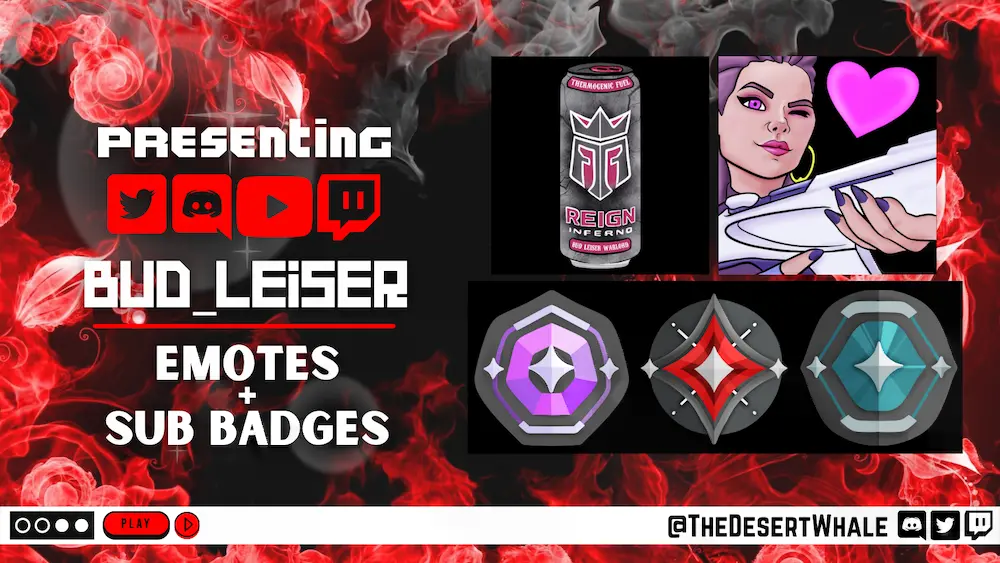 PRESENTING
BUD_LEISER
EMOTES
+
SUB BADGES
THERMOGENIC FUEL
REIGN
INFERNO
BUD LEISER WARLORD
PLAY
@THEDESERTWHALE